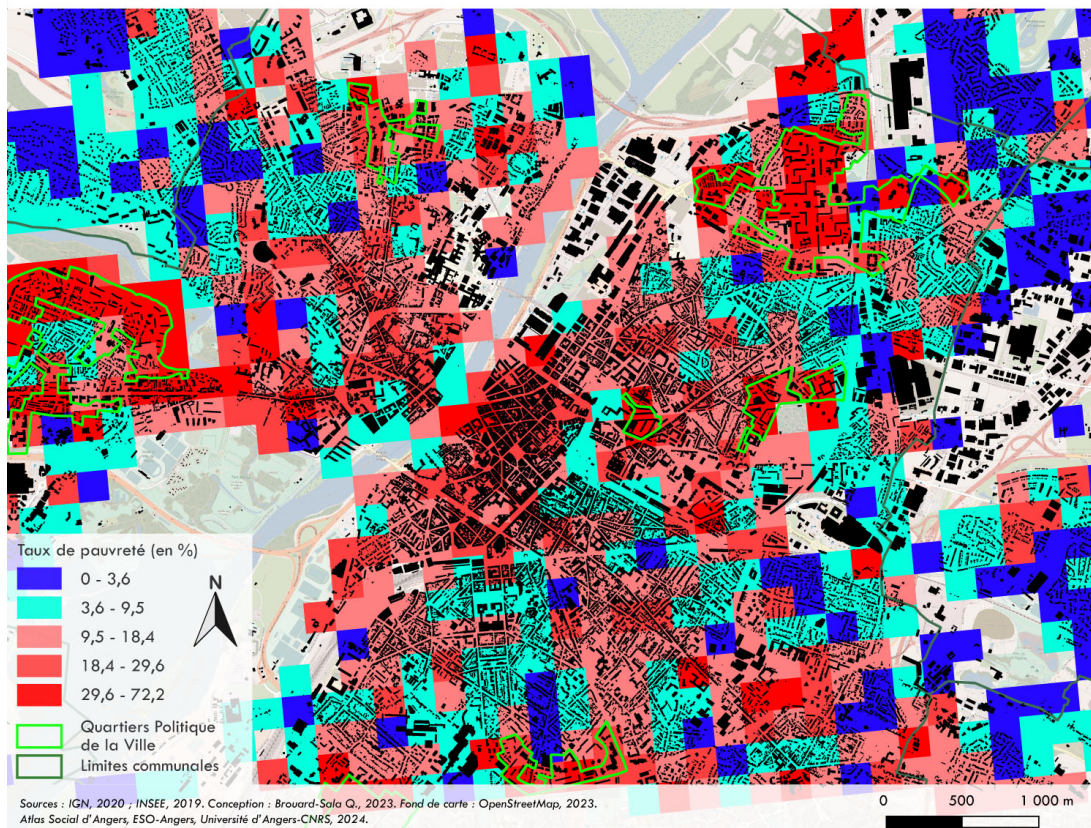 Taux de pauvreté (en %)
0 - 3,6
3,6 - 9,5
9,5 - 18,4
18,4 - 29,6
29,6 - 72,2
Quartiers Politique
de la Ville
Limites communales
N
Sources : IGN, 2020 ; INSEE, 2019. Conception : Brouard-Sala Q., 2023. Fond de carte : OpenStreetMap, 2023.
Atlas Social d'Angers, ESO-Angers, Université d'Angers-CNRS, 2024.
0 500 1 000 m